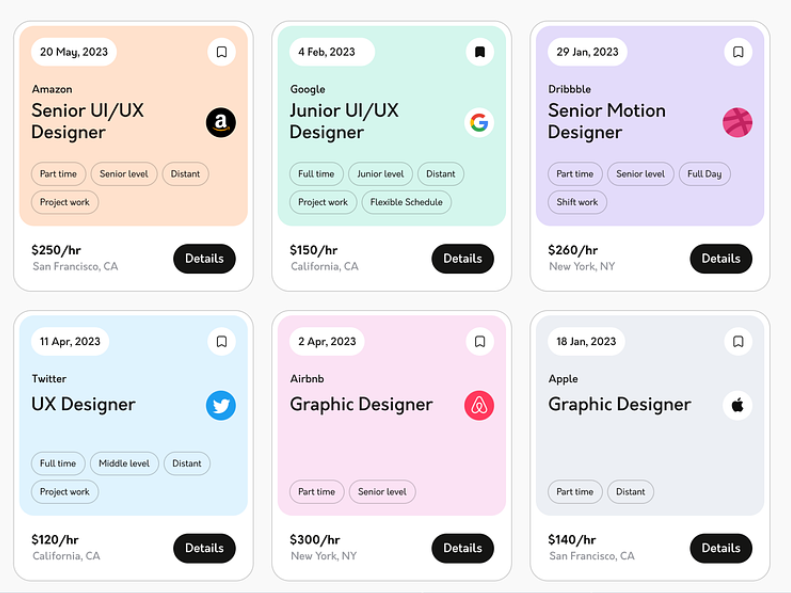 20 May, 2023
Amazon
Senior UI/UX
Designer
a
Part time
Senior level
Distant
Project work
$250/hr
San Francisco, CA
Details
4 Feb, 2023
Google
Junior UI/UX
Designer
G
Full time
Junior level
Distant
Project work
Flexible Schedule
$150/hr
California, CA
Details
29 Jan, 2023
Dribbble
Senior Motion
Designer
Part time
Senior level
Full Day
Shift work
$260/hr
New York, NY
Details
11 Apr, 2023
Twitter
UX Designer
Full time
Middle level
Distant
Project work
$120/hr
California, CA
Details
2 Apr, 2023
Airbnb
Graphic Designer
Part time
Senior level
$300/hr
New York, NY
Details
18 Jan, 2023
Apple
Graphic Designer
Part time
Distant
$140/hr
San Francisco, CA
Details